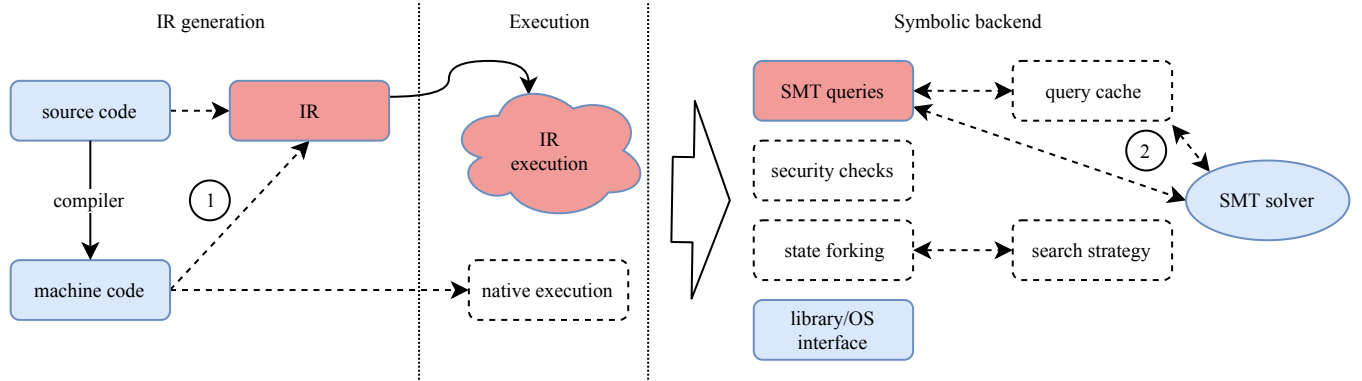 IR generation
Execution
Symbolic backend
source code
IR
compiler
1
machine code
IR
execution
native execution
SMT queries
query cache
security checks
2
SMT solver
state forking
search strategy
library/OS
interface